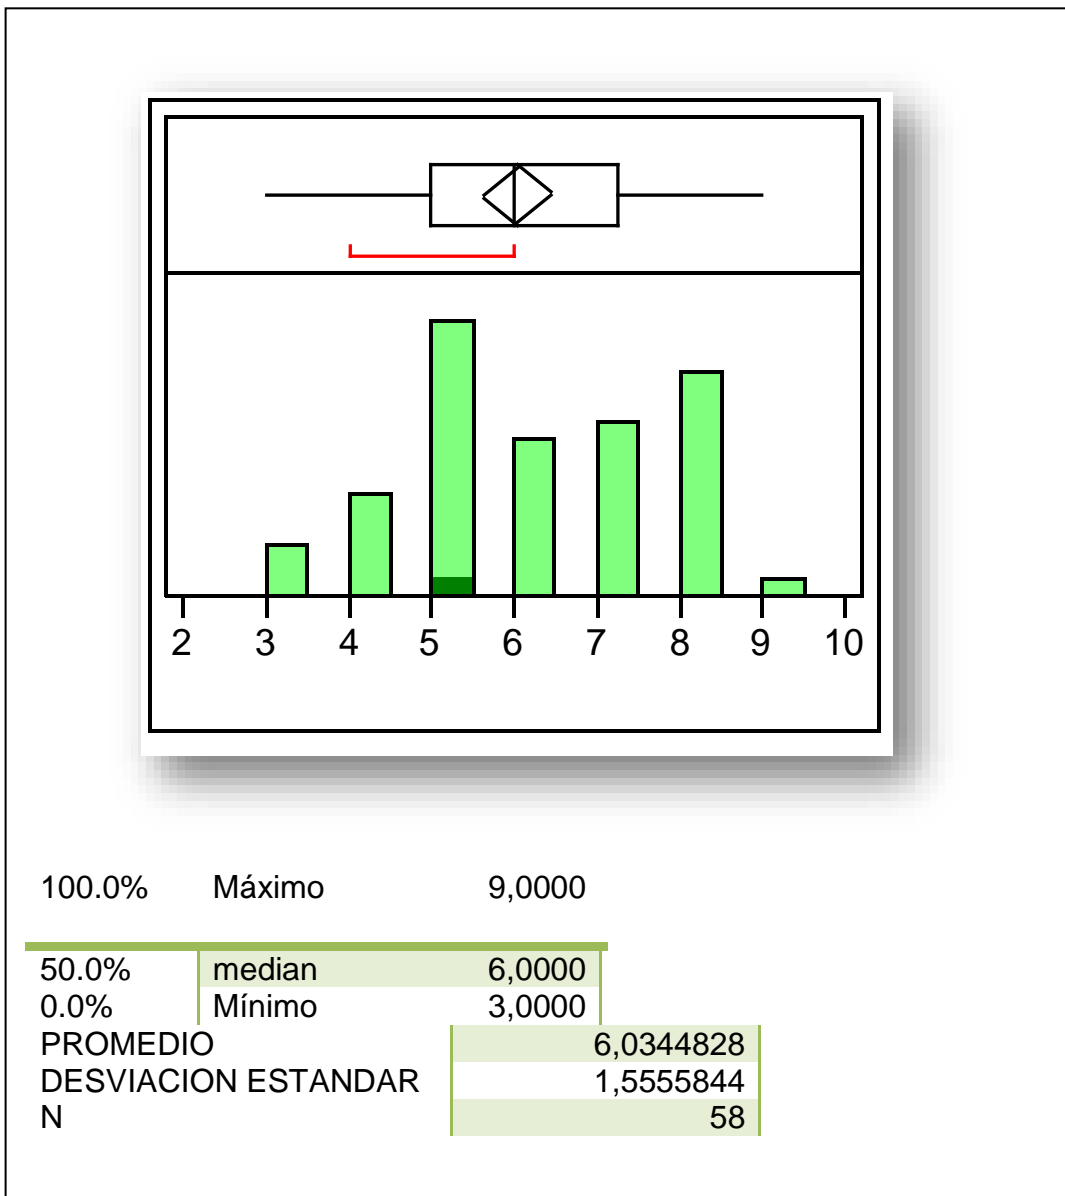 2 3 4 5 6 7 8 9 10
100.0% Máximo 9,0000
50.0% median 6,0000
0.0% Mínimo 3,0000
PROMEDIO 6,0344828
DESVIACION ESTANDAR 1,5555844
N 58